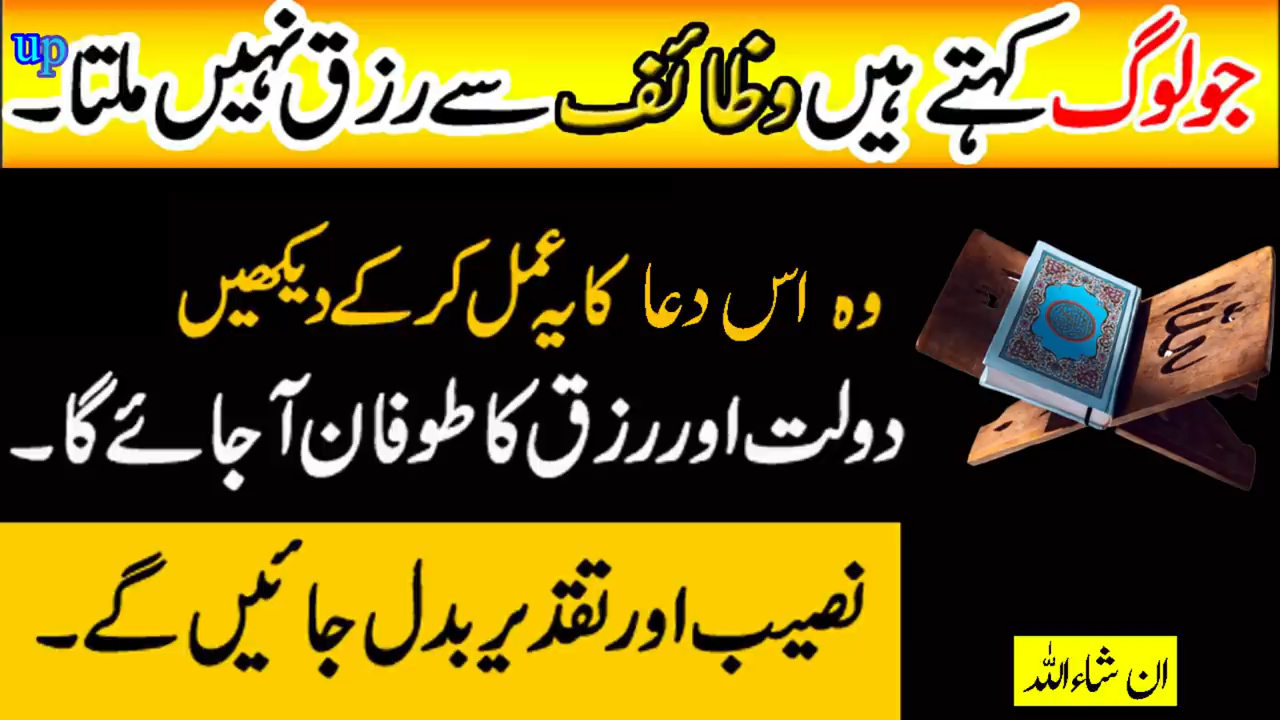 جو لوگ کہتے ہیں وظائف سے رزق نہیں ملتا۔
up
وہ اس دعا کا یہ عمل کر کے دیکھیں
دولت اور رزق کا طوفان آ جائے گا۔
نصیب اور تقدیر بدل جائیں گے۔
ان شاءاللہ